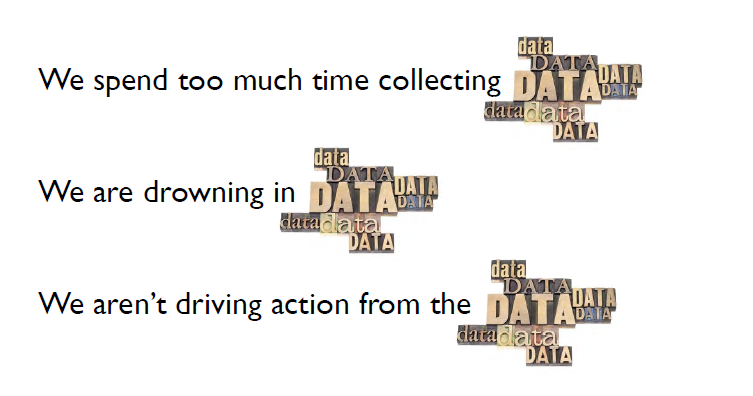 We spend too much time collecting
data
DATA
DATA DATA
DATA
data data
DATA
We are drowning in
data
DATA
DATA DATA
DATA
data data
DATA
We aren’t driving action from the
data
DATA
DATA DATA
DATA
data data
DATA